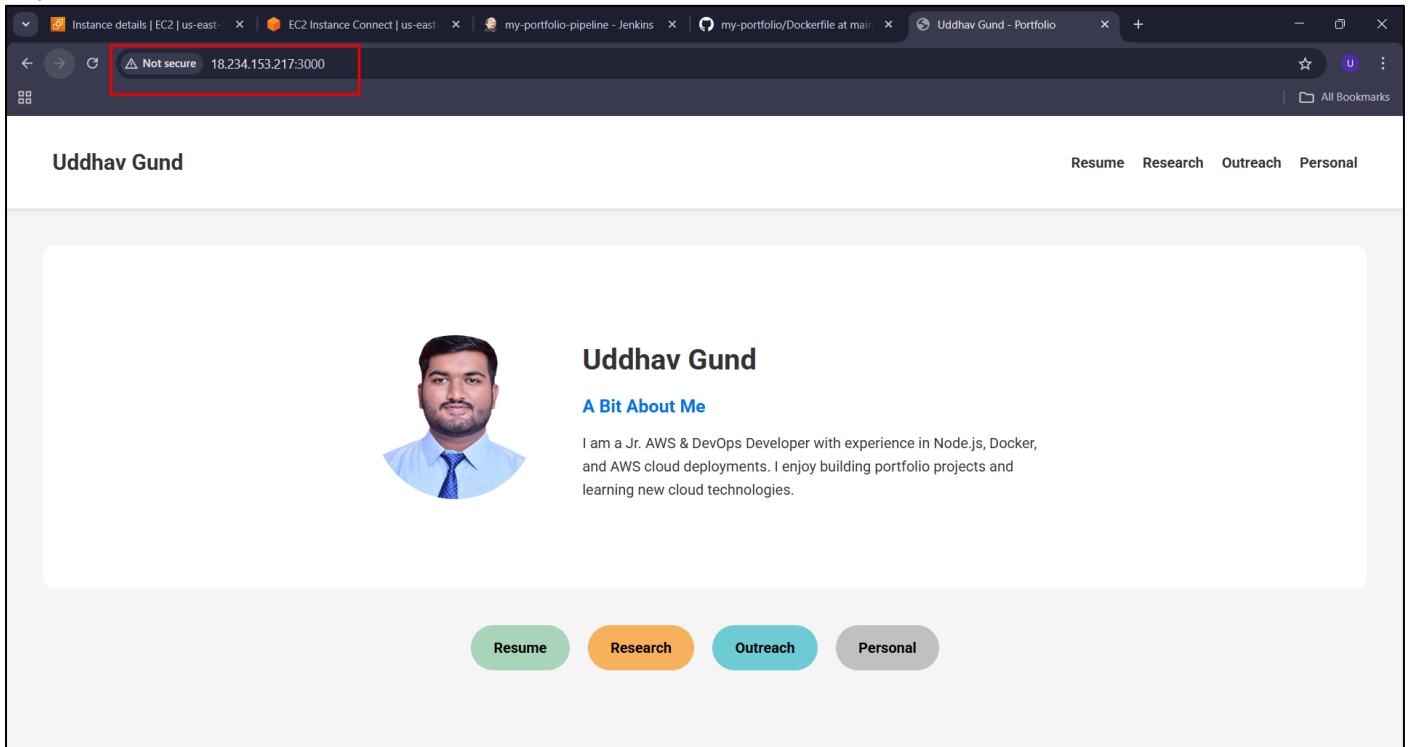 Instance details | EC2 | us-east-
EC2 Instance Connect | us-east-
my-portfolio-pipeline - Jenkins
my-portfolio/Dockerfile at main
Uddhav Gund - Portfolio
Not secure 18.234.153.217:3000
U
All Bookmarks
Uddhav Gund
Resume Research Outreach Personal
Uddhav Gund
A Bit About Me
I am a Jr. AWS & DevOps Developer with experience in Node.js, Docker,
and AWS cloud deployments. I enjoy building portfolio projects and
learning new cloud technologies.
Resume Research Outreach Personal